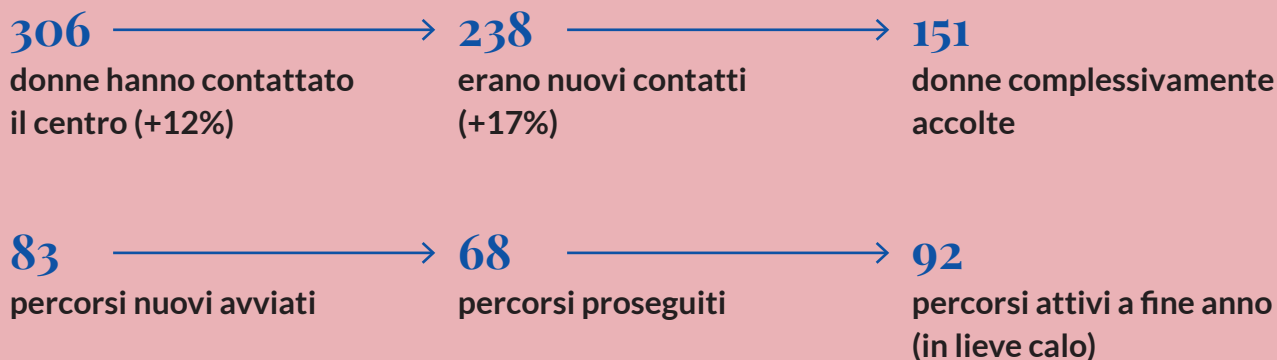 306
donne hanno contattato
il centro (+12%)
238
erano nuovi contatti
(+17%)
151
donne complessivamente
accolte
83
percorsi nuovi avviati
68
percorsi proseguiti
92
percorsi attivi a fine anno
(in lieve calo)